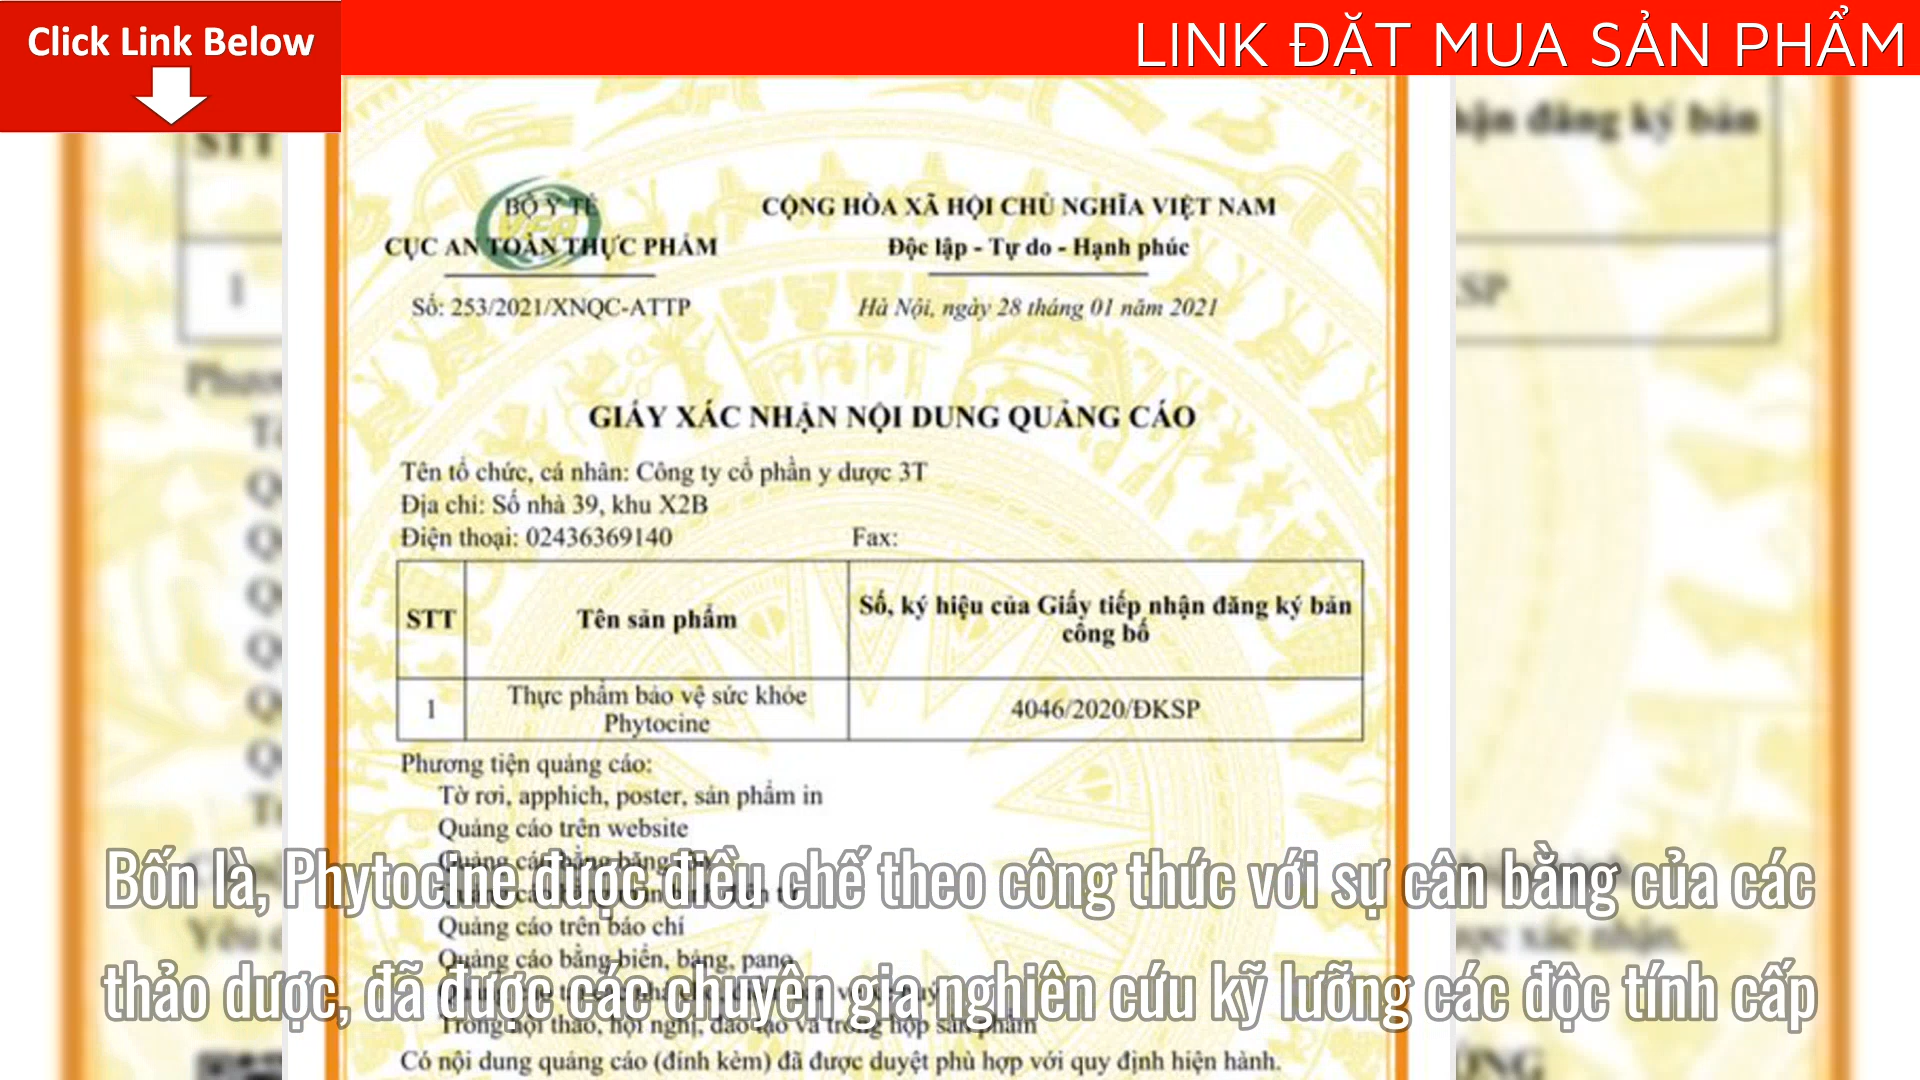 Click Link Below
LINK ĐẶT MUA SẢN PHẨM
BỘ Y TẾ
CỤC AN TOÀN THỰC PHẨM
CỘNG HÒA XÃ HỘI CHỦ NGHĨA VIỆT NAM
Độc lập - Tự do - Hạnh phúc
Số: 253/2021/XNQC-ATTP
Hà Nội, ngày 28 tháng 01 năm 2021
GIẤY XÁC NHẬN NỘI DUNG QUẢNG CÁO
Tên tổ chức, cá nhân: Công ty cổ phần y dược 3T
Địa chỉ: Số nhà 39, khu X2B
Điện thoại: 02436369140
Fax:
STT
Tên sản phẩm
Số, ký hiệu của Giấy tiếp nhận đăng ký bản
công bố
1
Thực phẩm bảo vệ sức khỏe
Phytocine
4046/2020/ĐKSP
Phương tiện quảng cáo:
Tờ rơi, apphich, poster, sản phẩm in
Quảng cáo trên website
Bốn là, Phytocine được điều chế theo công thức với sự cân bằng của các
Quảng cáo trên báo chí
Quảng cáo bằng biển, bảng, pano
thảo dược, đã được các chuyên gia nghiên cứu kỹ lưỡng các độc tính cấp
Trong hội thảo, hội nghị, đào tạo và trong hộp sản phẩm
Có nội dung quảng cáo (đính kèm) đã được duyệt phù hợp với quy định hiện hành.